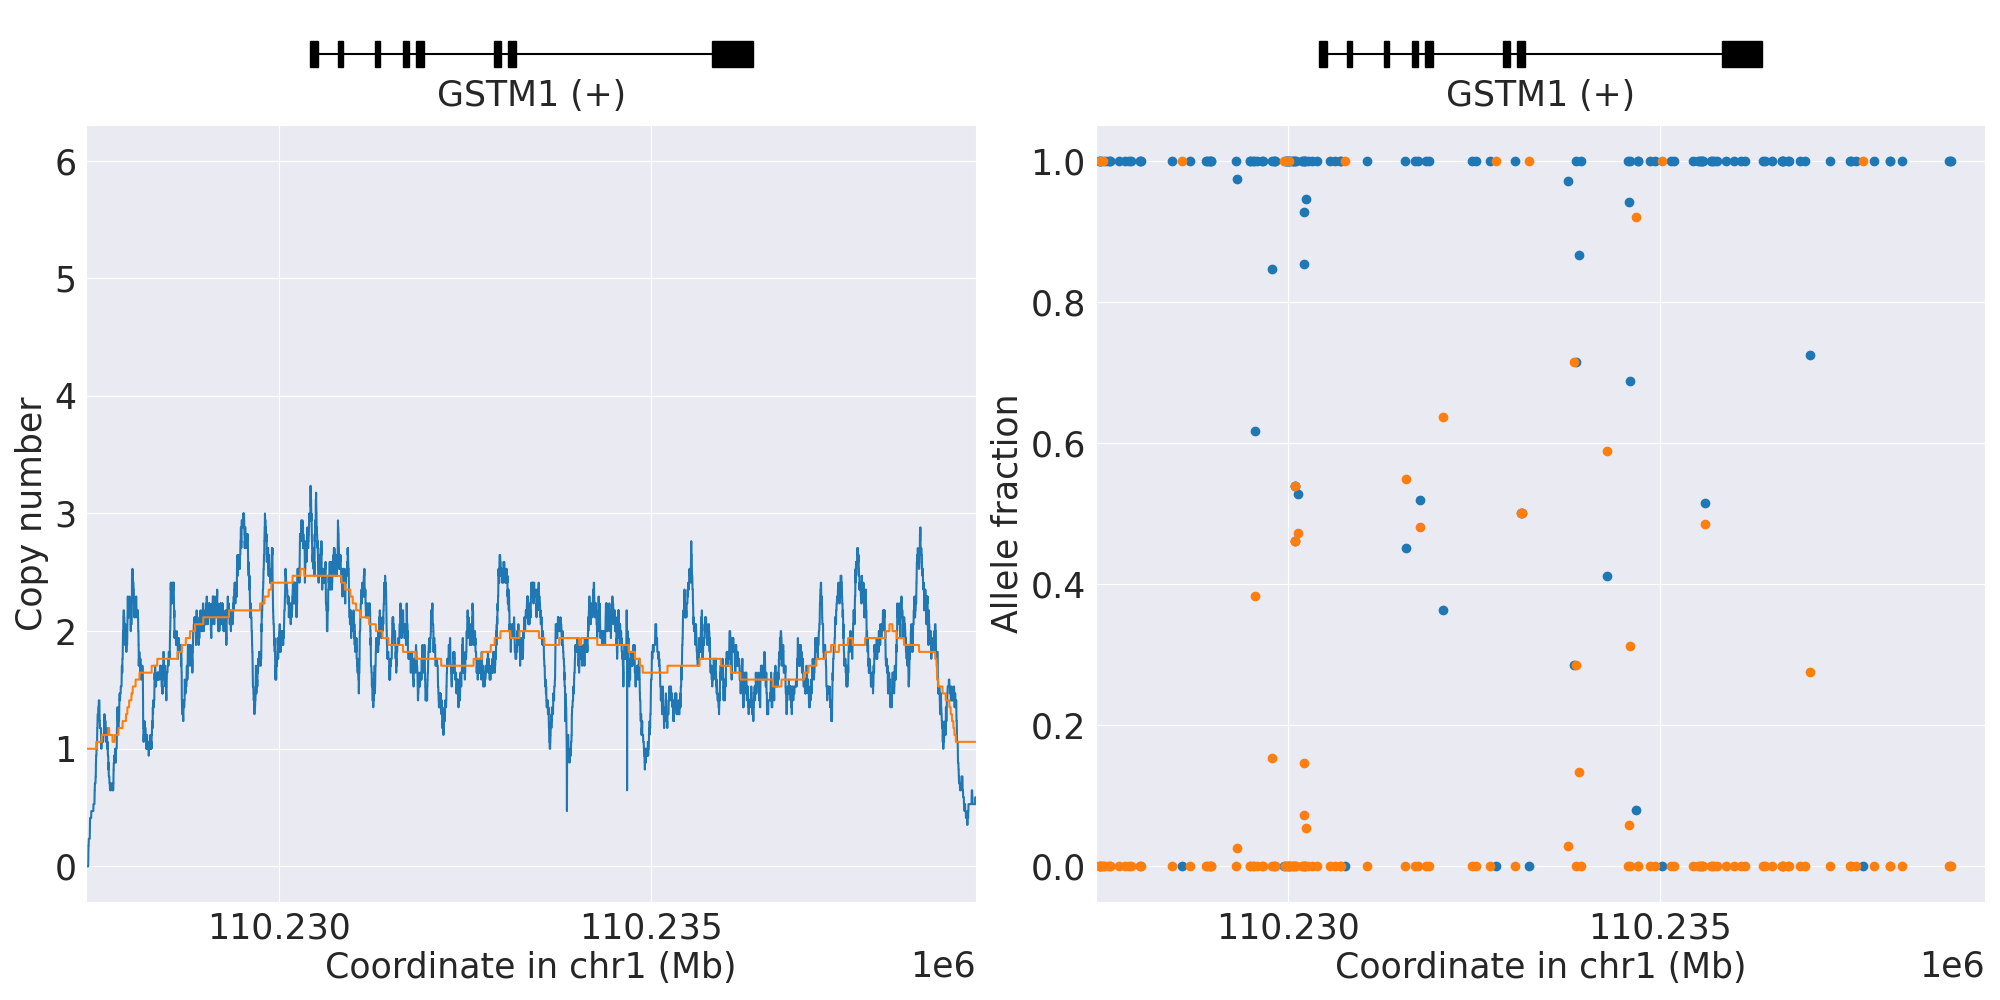 GSTM1 (+)
6
5
4
3
2
1
0
Copy number
110.230
110.235
Coordinate in chr1 (Mb)
1e6
GSTM1 (+)
1.0
0.8
0.6
0.4
0.2
0.0
Allele fraction
110.230
110.235
Coordinate in chr1 (Mb)
1e6